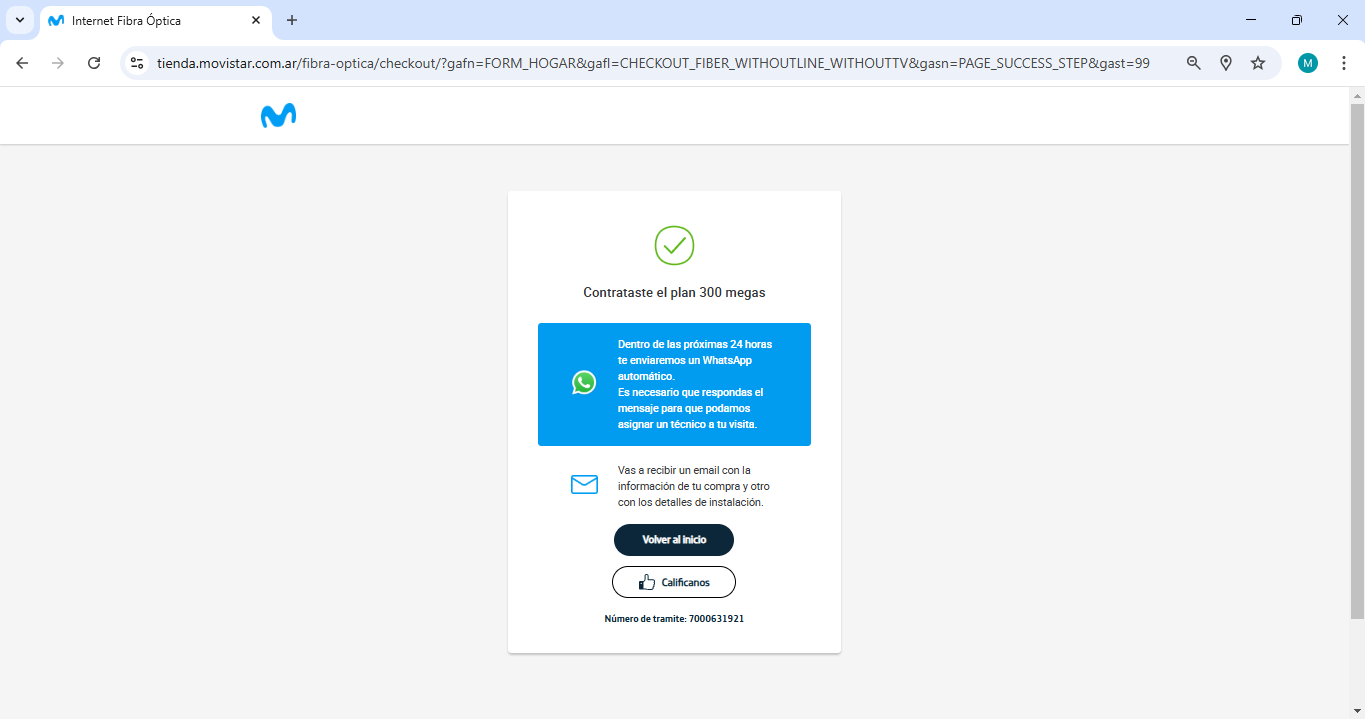 Internet Fibra Óptica
tienda.movistar.com.ar/fibra-optica/checkout/?gafn=FORM_HOGAR&gafl=CHECKOUT_FIBER_WITHOUTLINE_WITHOUTTV&gasn=PAGE_SUCCESS_STEP&gast=99
M
Contrataste el plan 300 megas
Dentro de las próximas 24 horas
te enviaremos un WhatsApp
automático.
Es necesario que respondas el
mensaje para que podamos
asignar un técnico a tu visita.
Vas a recibir un email con la
información de tu compra y otro
con los detalles de instalación.
Volver al inicio
Calificanos
Número de tramite: 7000631921